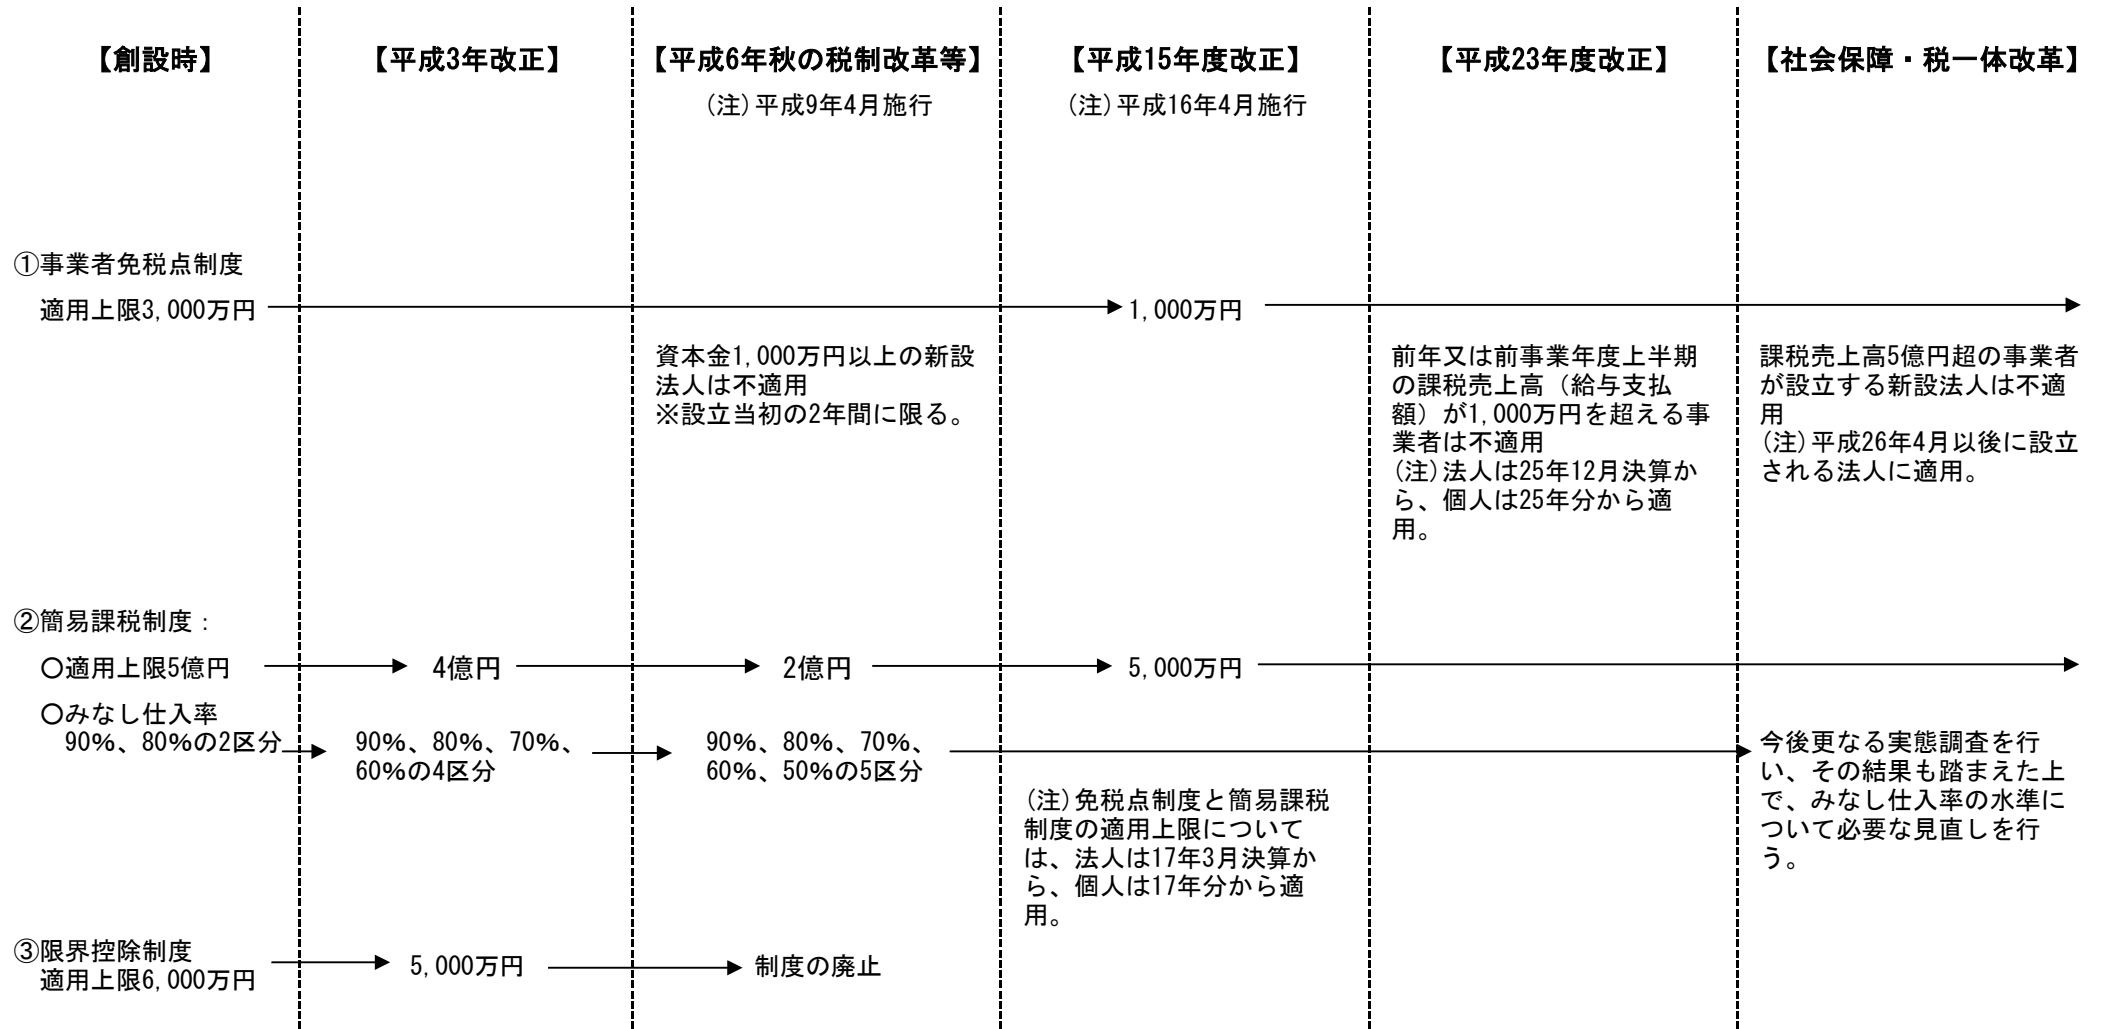 【創設時】
【平成3年改正】
【平成6年秋の税制改革等】
(注)平成9年4月施行
【平成15年度改正】
(注)平成16年4月施行
【平成23年度改正】
【社会保障・税一体改革】
①事業者免税点制度
適用上限3,000万円
1,000万円
資本金1,000万円以上の新設
法人は不適用
※設立当初の2年間に限る。
前年又は前事業年度上半期
の課税売上高(給与支払
額)が1,000万円を超える事
業者は不適用
(注)法人は25年12月決算か
ら、個人は25年分から適
用。
課税売上高5億円超の事業者
が設立する新設法人は不適
用
(注)平成26年4月以後に設立
される法人に適用。
②簡易課税制度:
○適用上限5億円
4億円
2億円
5,000万円
○みなし仕入率
90%、80%の2区分
90%、80%、70%、
60%の4区分
90%、80%、70%、
60%、50%の5区分
(注)免税点制度と簡易課税
制度の適用上限について
は、法人は17年3月決算か
ら、個人は17年分から適
用。
今後更なる実態調査を行
い、その結果も踏まえた上
で、みなし仕入率の水準に
ついて必要な見直しを行
う。
③限界控除制度
適用上限6,000万円
5,000万円
制度の廃止